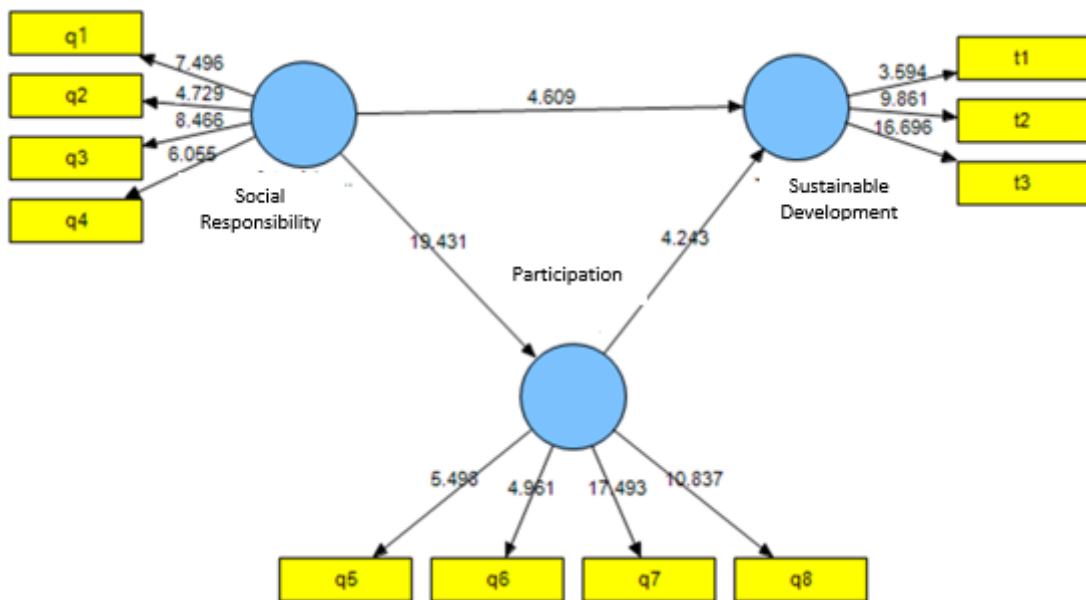 q1
7.496
q2
4.729
q3
8.466
q4
6.055
Social
Responsibility
4.609
3.594
t1
9.861
t2
16.696
t3
Sustainable
Development
19.431
4.243
Participation
5.498
4.961
17.493
10.837
q5
q6
q7
q8